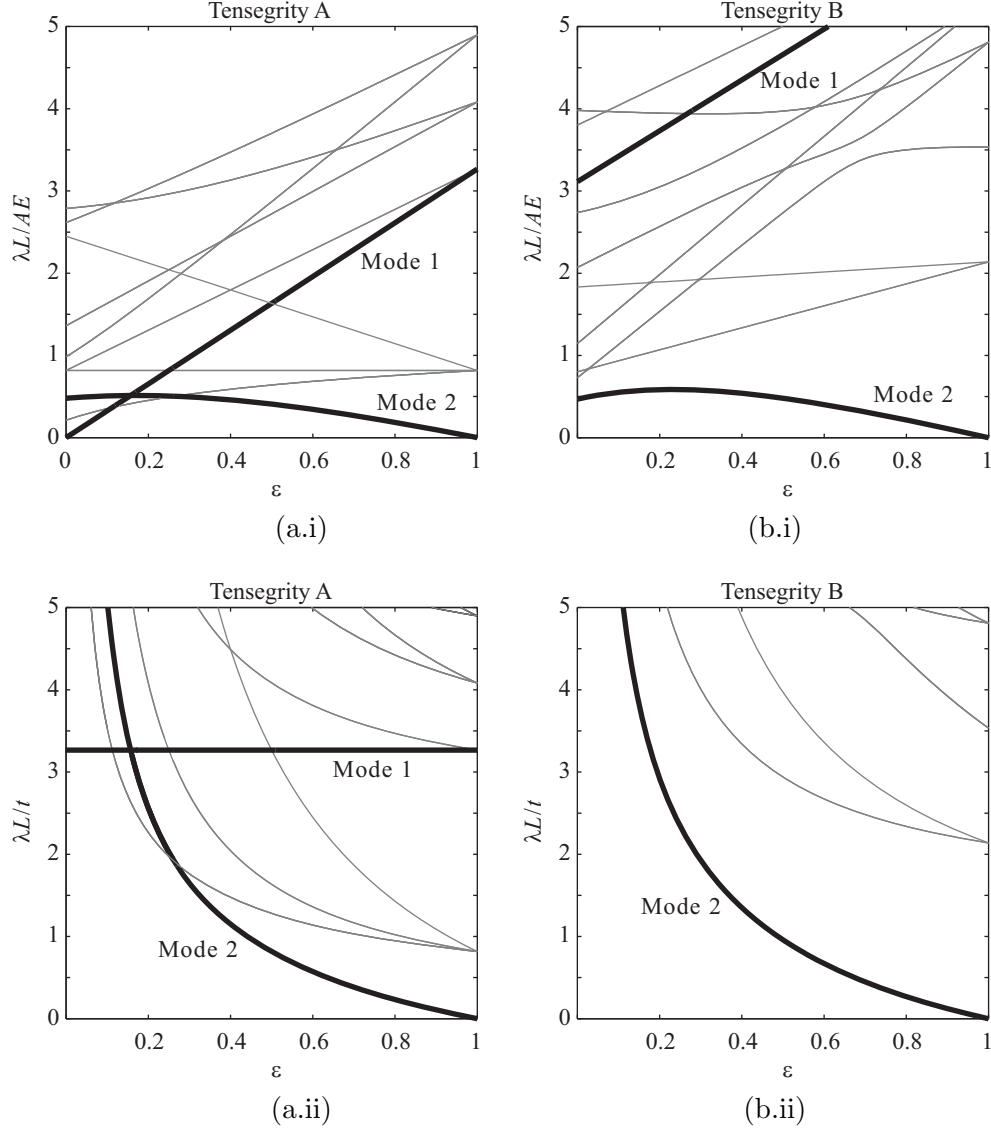 Tensegrity A
5
4
3
2
1
0
λL/AE
Mode 1
Mode 2
0 0.2 0.4 0.6 0.8 1
ε
(a.i)
Tensegrity B
5
4
3
2
1
0
λL/AE
Mode 1
Mode 2
0.2 0.4 0.6 0.8 1
ε
(b.i)
Tensegrity A
5
4
3
2
1
0
λL/t
Mode 1
Mode 2
0.2 0.4 0.6 0.8 1
ε
(a.ii)
Tensegrity B
5
4
3
2
1
0
λL/t
Mode 2
0.2 0.4 0.6 0.8 1
ε
(b.ii)